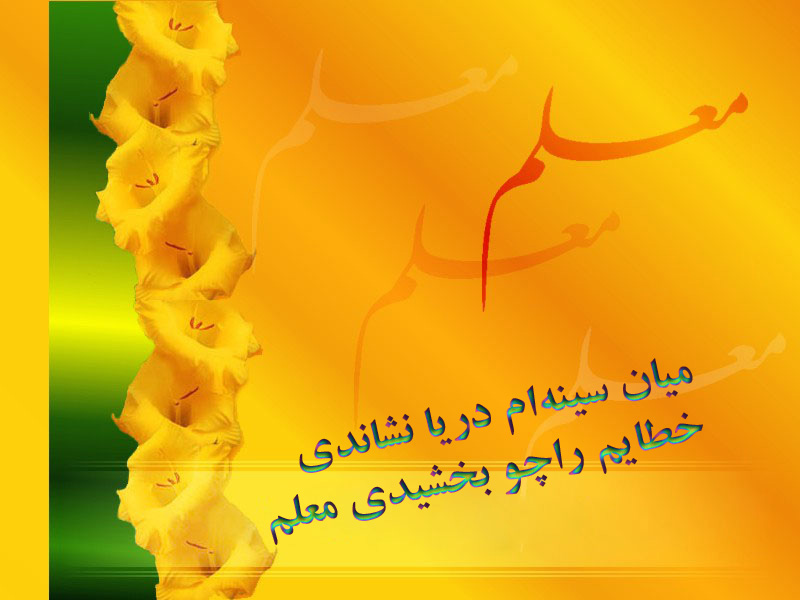 معلم
معلم
معلم
معلم
میان سینه‌ام دریا نشاندی
خطایم راچو بخشیدی معلم